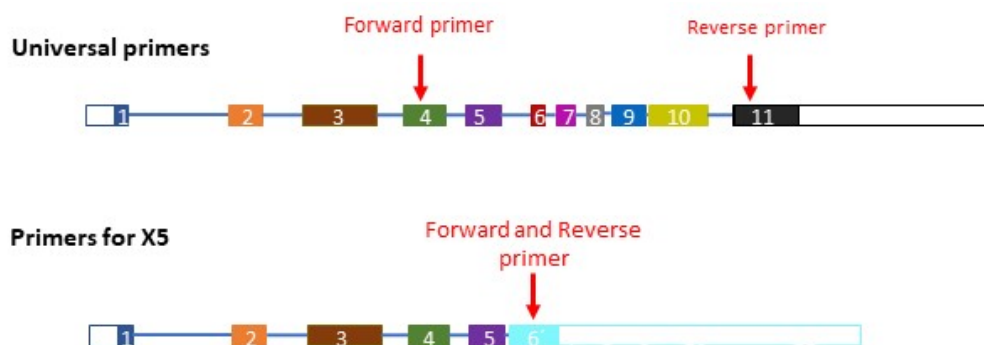 Forward primer
Reverse primer
Universal primers
1 2 3 4 5 6 7 8 9 10 11
Forward and Reverse
primer
Primers for X5
1 2 3 4 5 6'